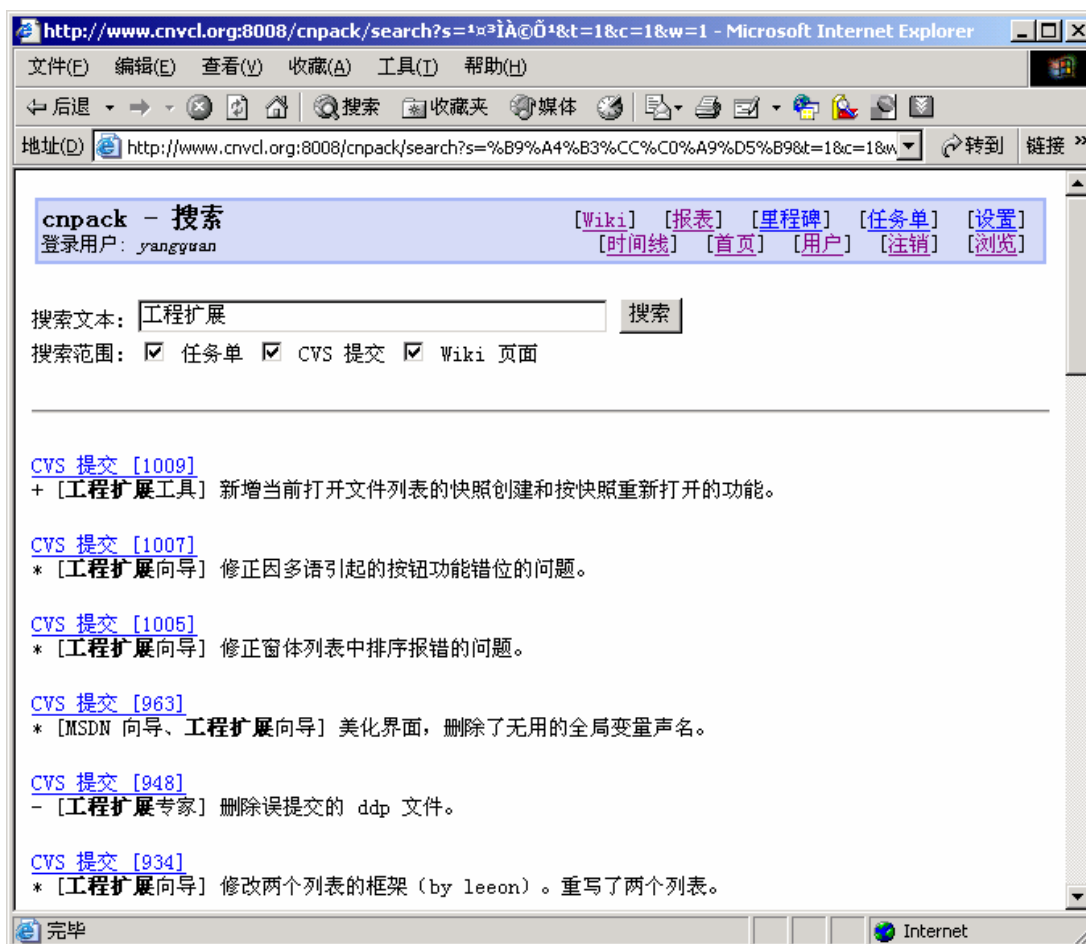 http://www.cnvcl.org:8008/cnpack/search?s=¹¤³ÌÀ©Õ¹&t=1&c=1&w=1 - Microsoft Internet Explorer
文件(F) 编辑(E) 查看(V) 收藏(A) 工具(T) 帮助(H)
后退 搜索 收藏夹 媒体
地址(D) http://www.cnvcl.org:8008/cnpack/search?s=%B9%A4%B3%CC%C0%A9%D5%B9&t=1&c=1&w 转到 链接 »
cnpack - 搜索 [Wiki] [报表] [里程碑] [任务单] [设置]
登录用户: yangyuan [时间线] [首页] [用户] [注销] [浏览]
搜索文本: 工程扩展 搜索
搜索范围: 任务单 CVS 提交 Wiki 页面
CVS 提交 [1009]
+ [工程扩展工具] 新增当前打开文件列表的快照创建和按快照重新打开的功能。
CVS 提交 [1007]
* [工程扩展向导] 修正因多语引起的按钮功能错位的问题。
CVS 提交 [1005]
* [工程扩展向导] 修正窗体列表中排序报错的问题。
CVS 提交 [963]
* [MSDN 向导、工程扩展向导] 美化界面，删除了无用的全局变量声名。
CVS 提交 [948]
- [工程扩展专家] 删除误提交的 ddp 文件。
CVS 提交 [934]
* [工程扩展向导] 修改两个列表的框架（by leeon）。重写了两个列表。
完毕 Internet